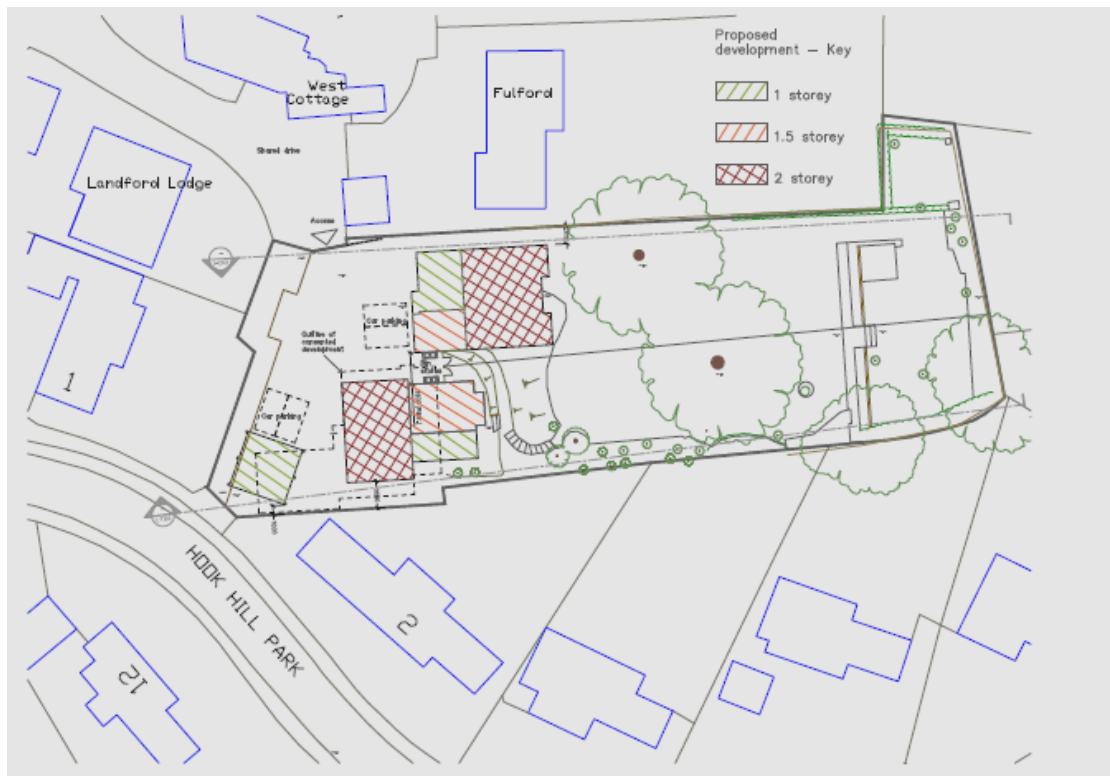 Proposed
development – Key
1 storey
1.5 storey
2 storey
West
Cottage
Fulford
Shared drive
Landford Lodge
Access
Car parking
Outline of
consented
development
Car parking
1
HOOK HILL PARK
2
12